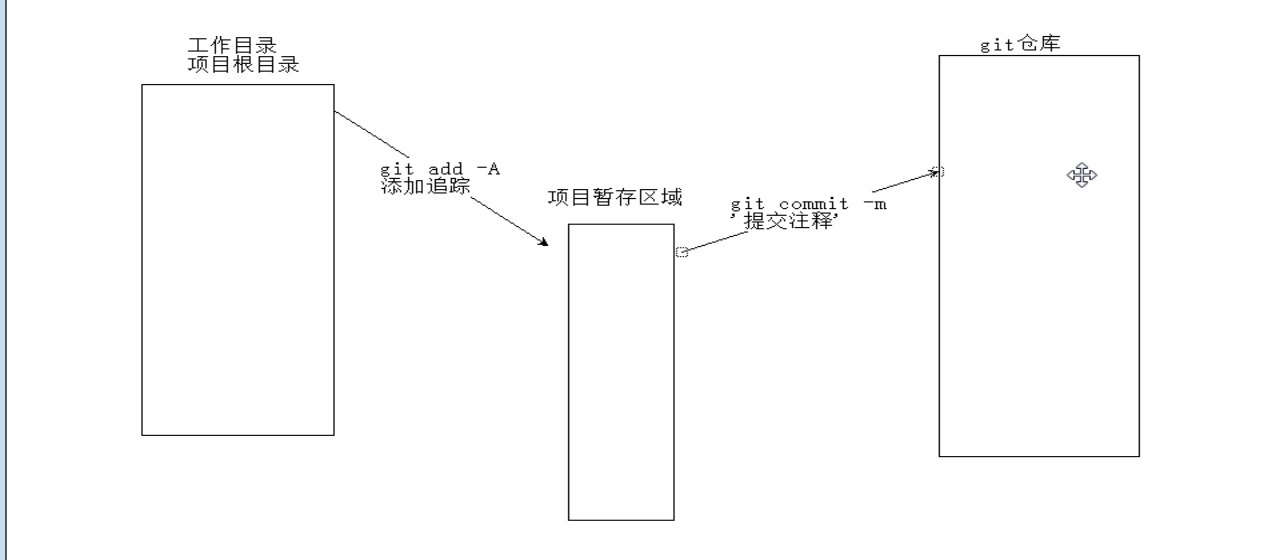 工作目录
项目根目录
git add -A
添加追踪
项目暂存区域
git commit -m
'提交注释'
git仓库